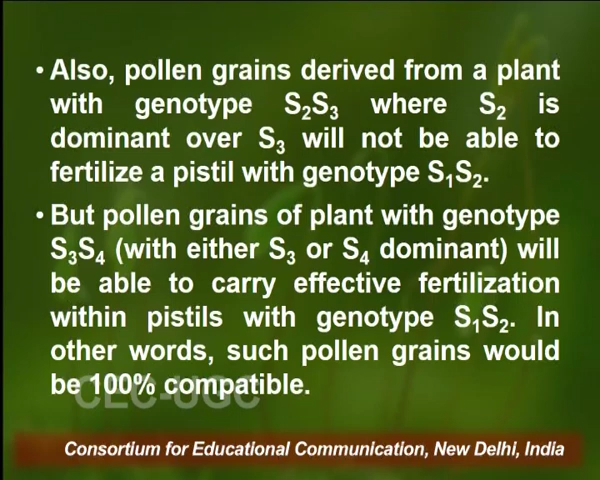 • Also, pollen grains derived from a plant
with genotype S₂S₃ where S₂ is
dominant over S₃ will not be able to
fertilize a pistil with genotype S₁S₂.
• But pollen grains of plant with genotype
S₃S₄ (with either S₃ or S₄ dominant) will
be able to carry effective fertilization
within pistils with genotype S₁S₂. In
other words, such pollen grains would
be 100% compatible.
CEC-UGC
Consortium for Educational Communication, New Delhi, India